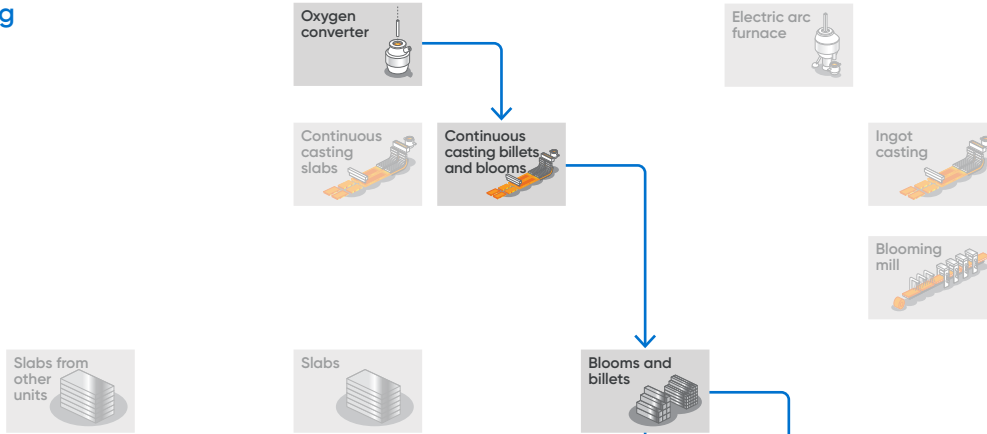 Oxygen
converter
Electric arc
furnace
Continuous
casting
slabs
Continuous
casting billets
and blooms
Ingot
casting
Blooming
mill
Slabs from
other
units
Slabs
Blooms and
billets